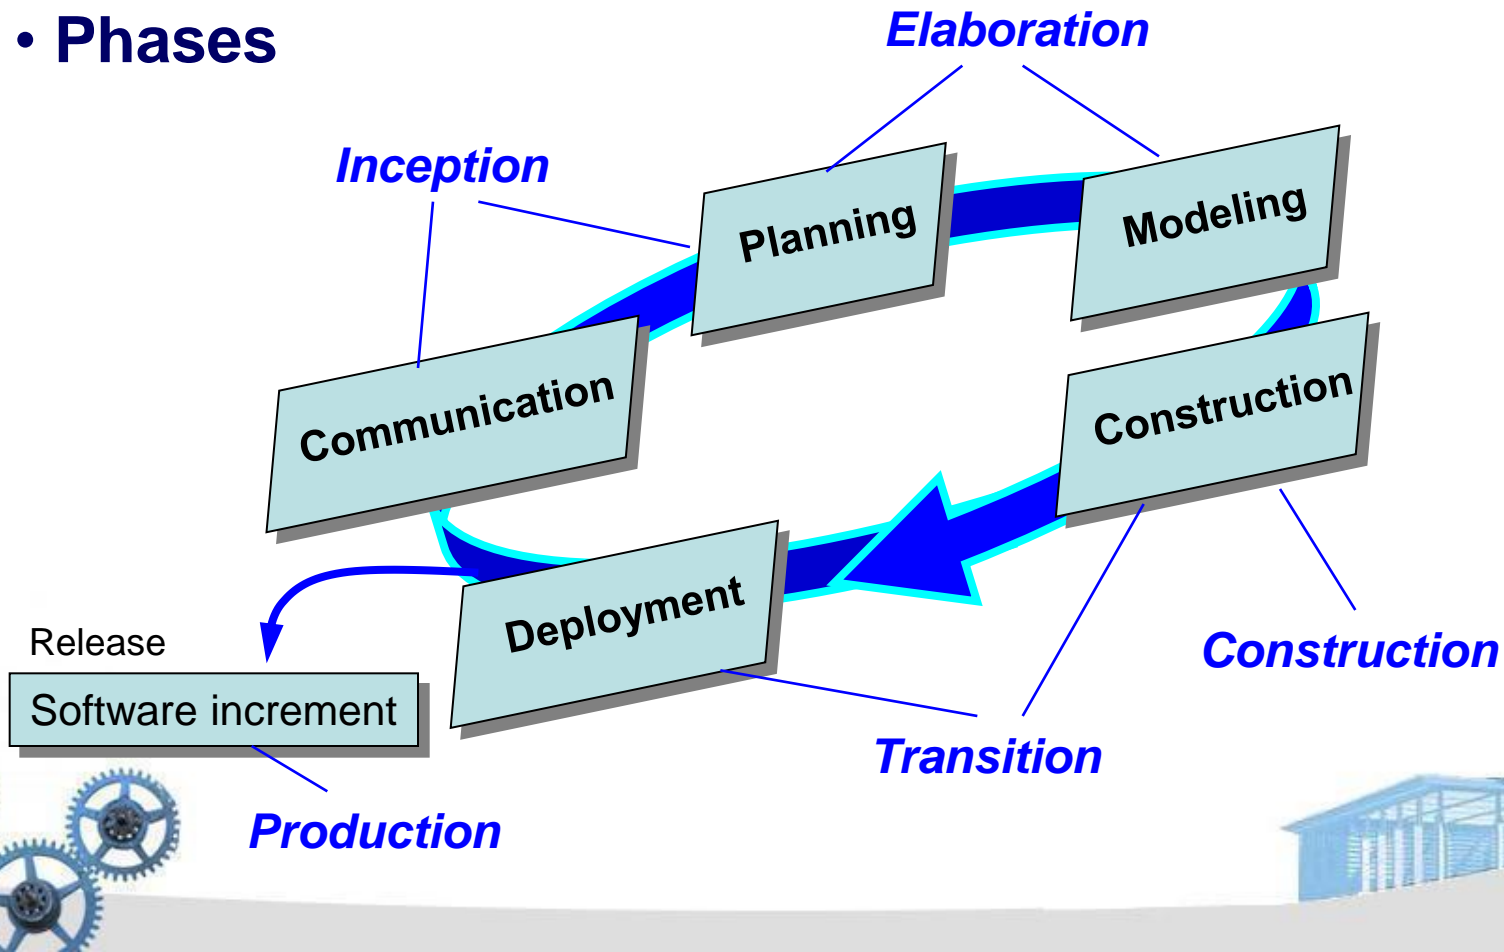 • Phases
Elaboration
Inception
Planning
Modeling
Communication
Construction
Deployment
Release
Software increment
Construction
Transition
Production